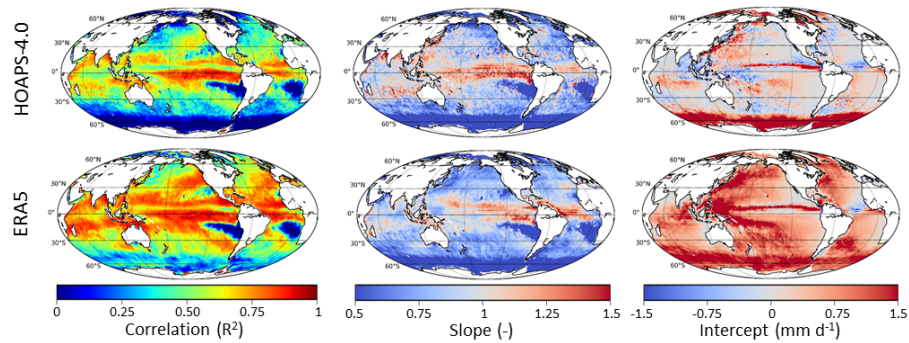 HOAPS-4.0
60°N
30°N
0°
30°S
60°S
60°N
30°N
0°
30°S
60°S
60°N
30°N
0°
30°S
60°S
ERA5
60°N
30°N
0°
30°S
60°S
60°N
30°N
0°
30°S
60°S
60°N
30°N
0°
30°S
60°S
0 0.25 0.5 0.75 1
Correlation (R²)
0.5 0.75 1 1.25 1.5
Slope (-)
-1.5 -0.75 0 0.75 1.5
Intercept (mm d⁻¹)